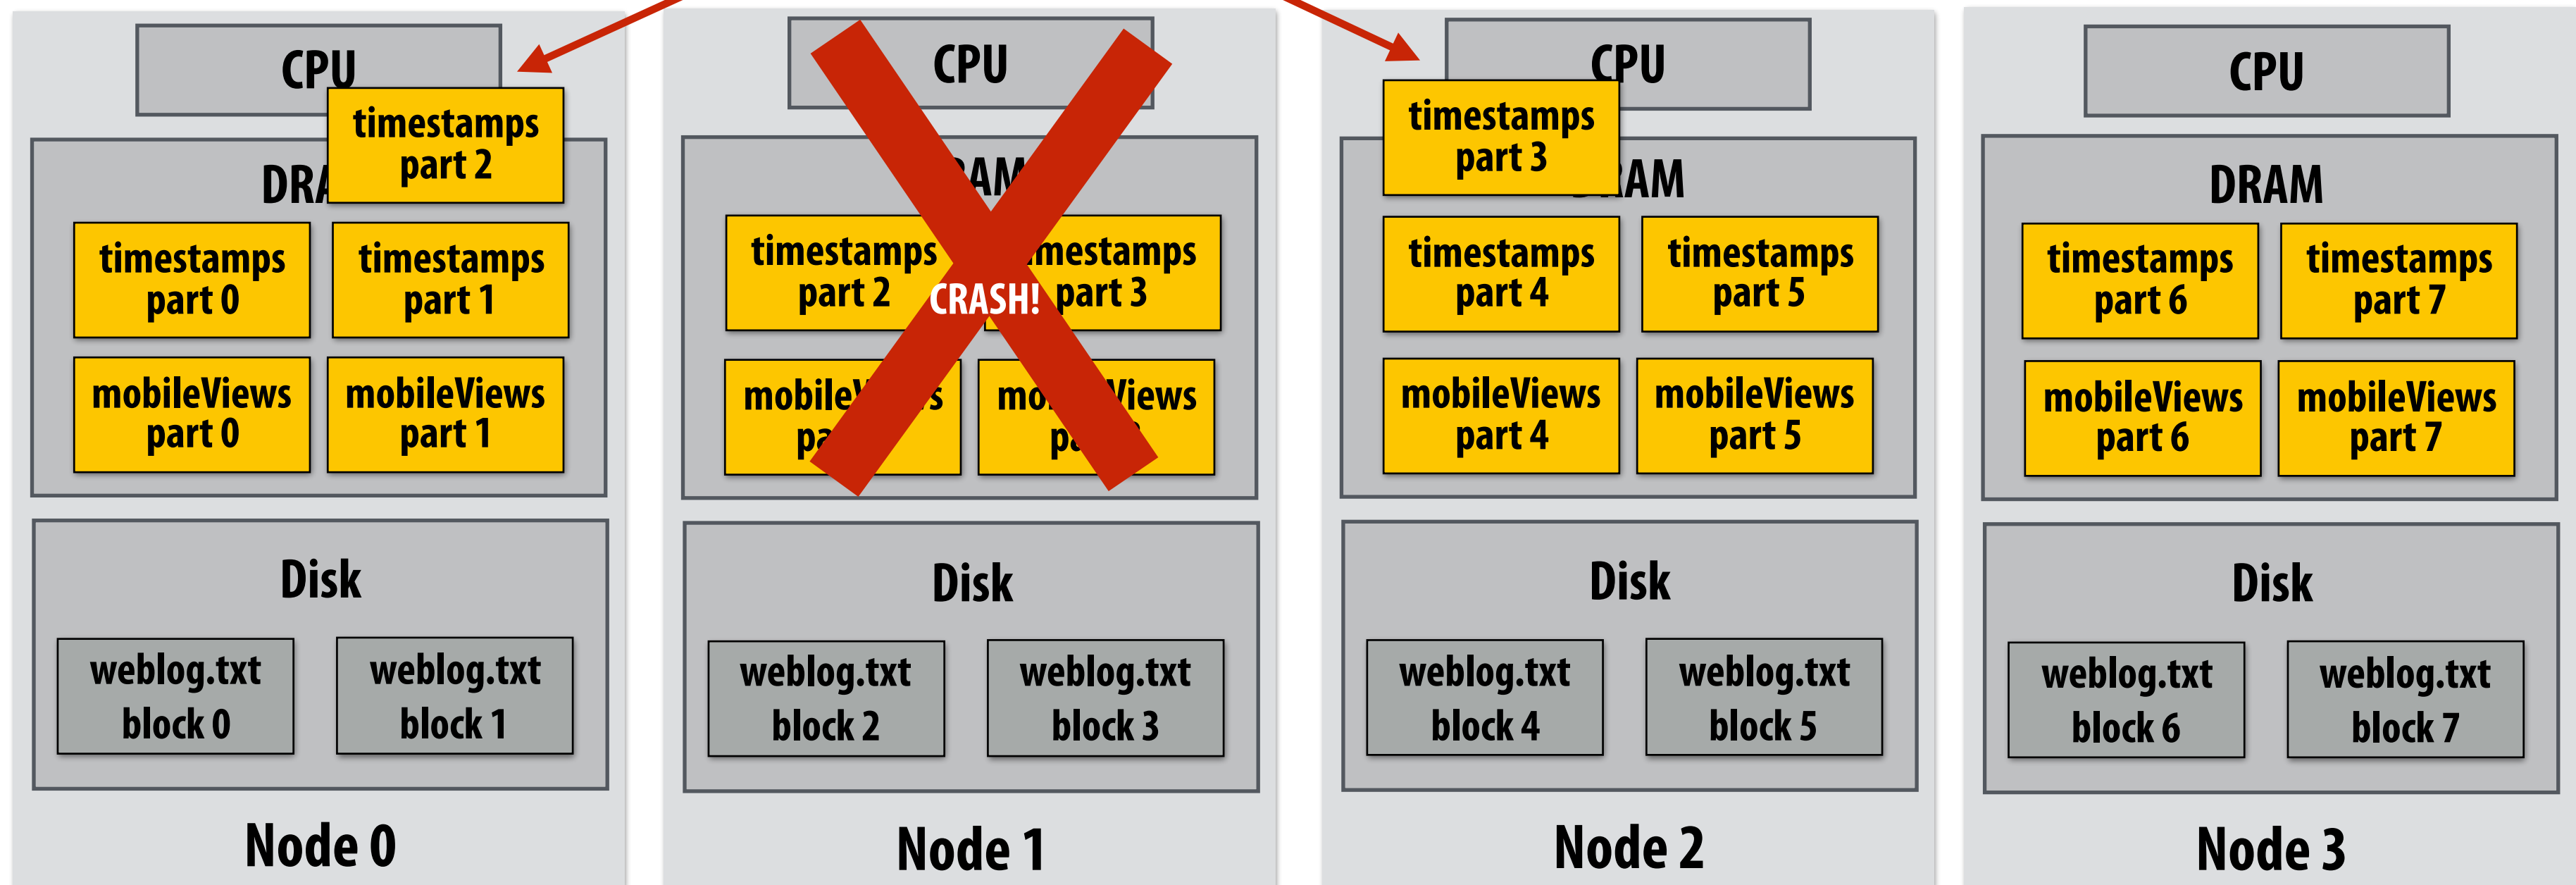 CPU
timestamps
part 2
DRA
timestamps
part 0
timestamps
part 1
mobileViews
part 0
mobileViews
part 1
Disk
weblog.txt
block 0
weblog.txt
block 1
Node 0
CPU
RAM
timestamps
part 2
imestamps
part 3
CRASH!
Disk
weblog.txt
block 2
weblog.txt
block 3
Node 1
CPU
timestamps
part 3
DRAM
timestamps
part 4
timestamps
part 5
mobileViews
part 4
mobileViews
part 5
Disk
weblog.txt
block 4
weblog.txt
block 5
Node 2
CPU
DRAM
timestamps
part 6
timestamps
part 7
mobileViews
part 6
mobileViews
part 7
Disk
weblog.txt
block 6
weblog.txt
block 7
Node 3